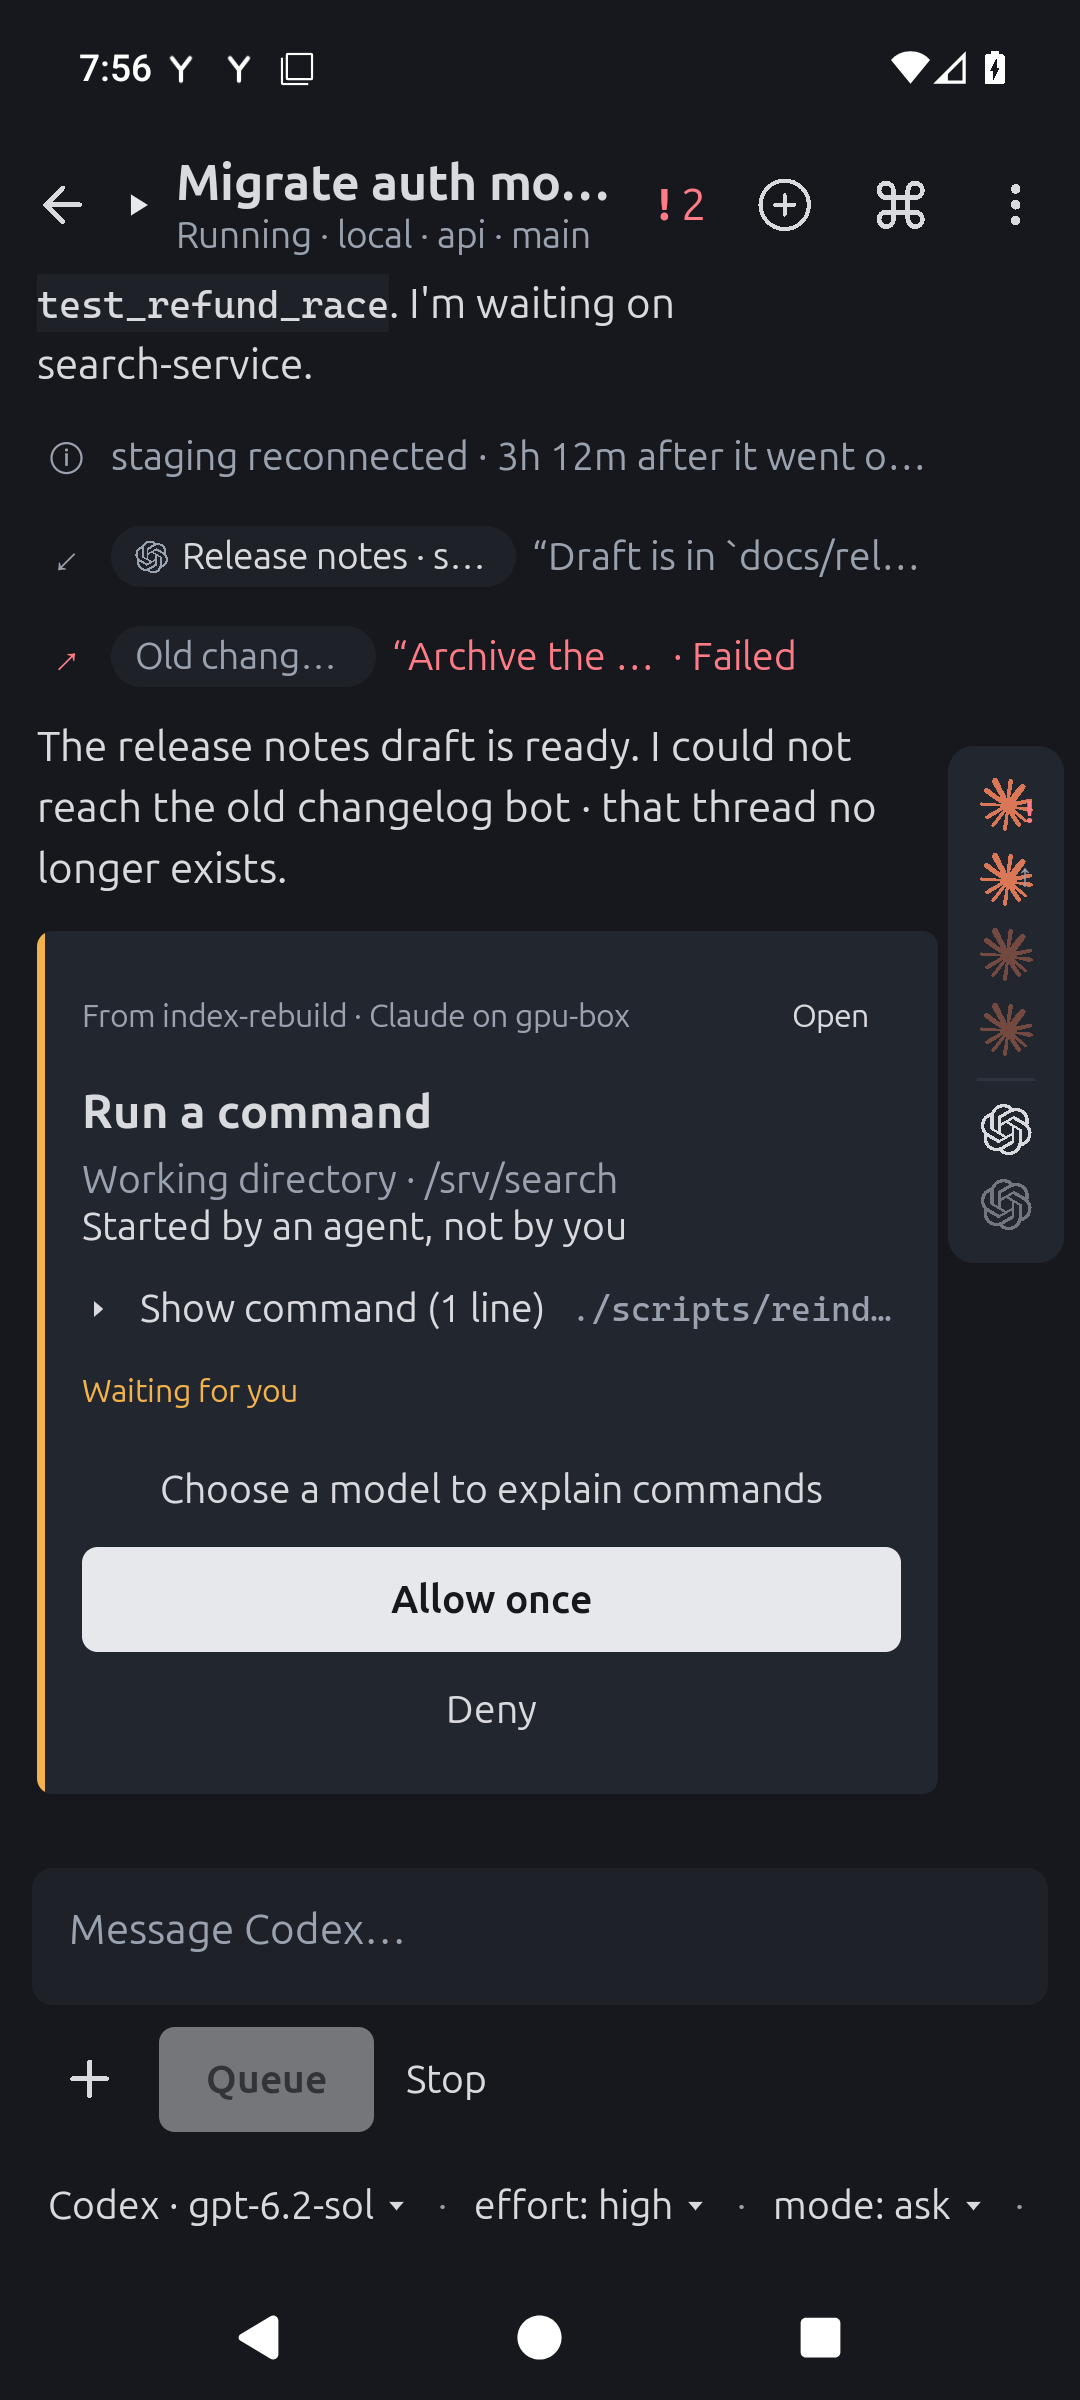 7:56
Migrate auth mo…
Running · local · api · main
! 2
test_refund_race. I'm waiting on
search-service.
staging reconnected · 3h 12m after it went o…
Release notes · s… “Draft is in `docs/rel…
Old chang… “Archive the … · Failed
The release notes draft is ready. I could not
reach the old changelog bot · that thread no
longer exists.
From index-rebuild · Claude on gpu-box
Open
Run a command
Working directory · /srv/search
Started by an agent, not by you
Show command (1 line) ./scripts/reind…
Waiting for you
Choose a model to explain commands
Allow once
Deny
Message Codex…
Queue
Stop
Codex · gpt-6.2-sol · effort: high · mode: ask ·